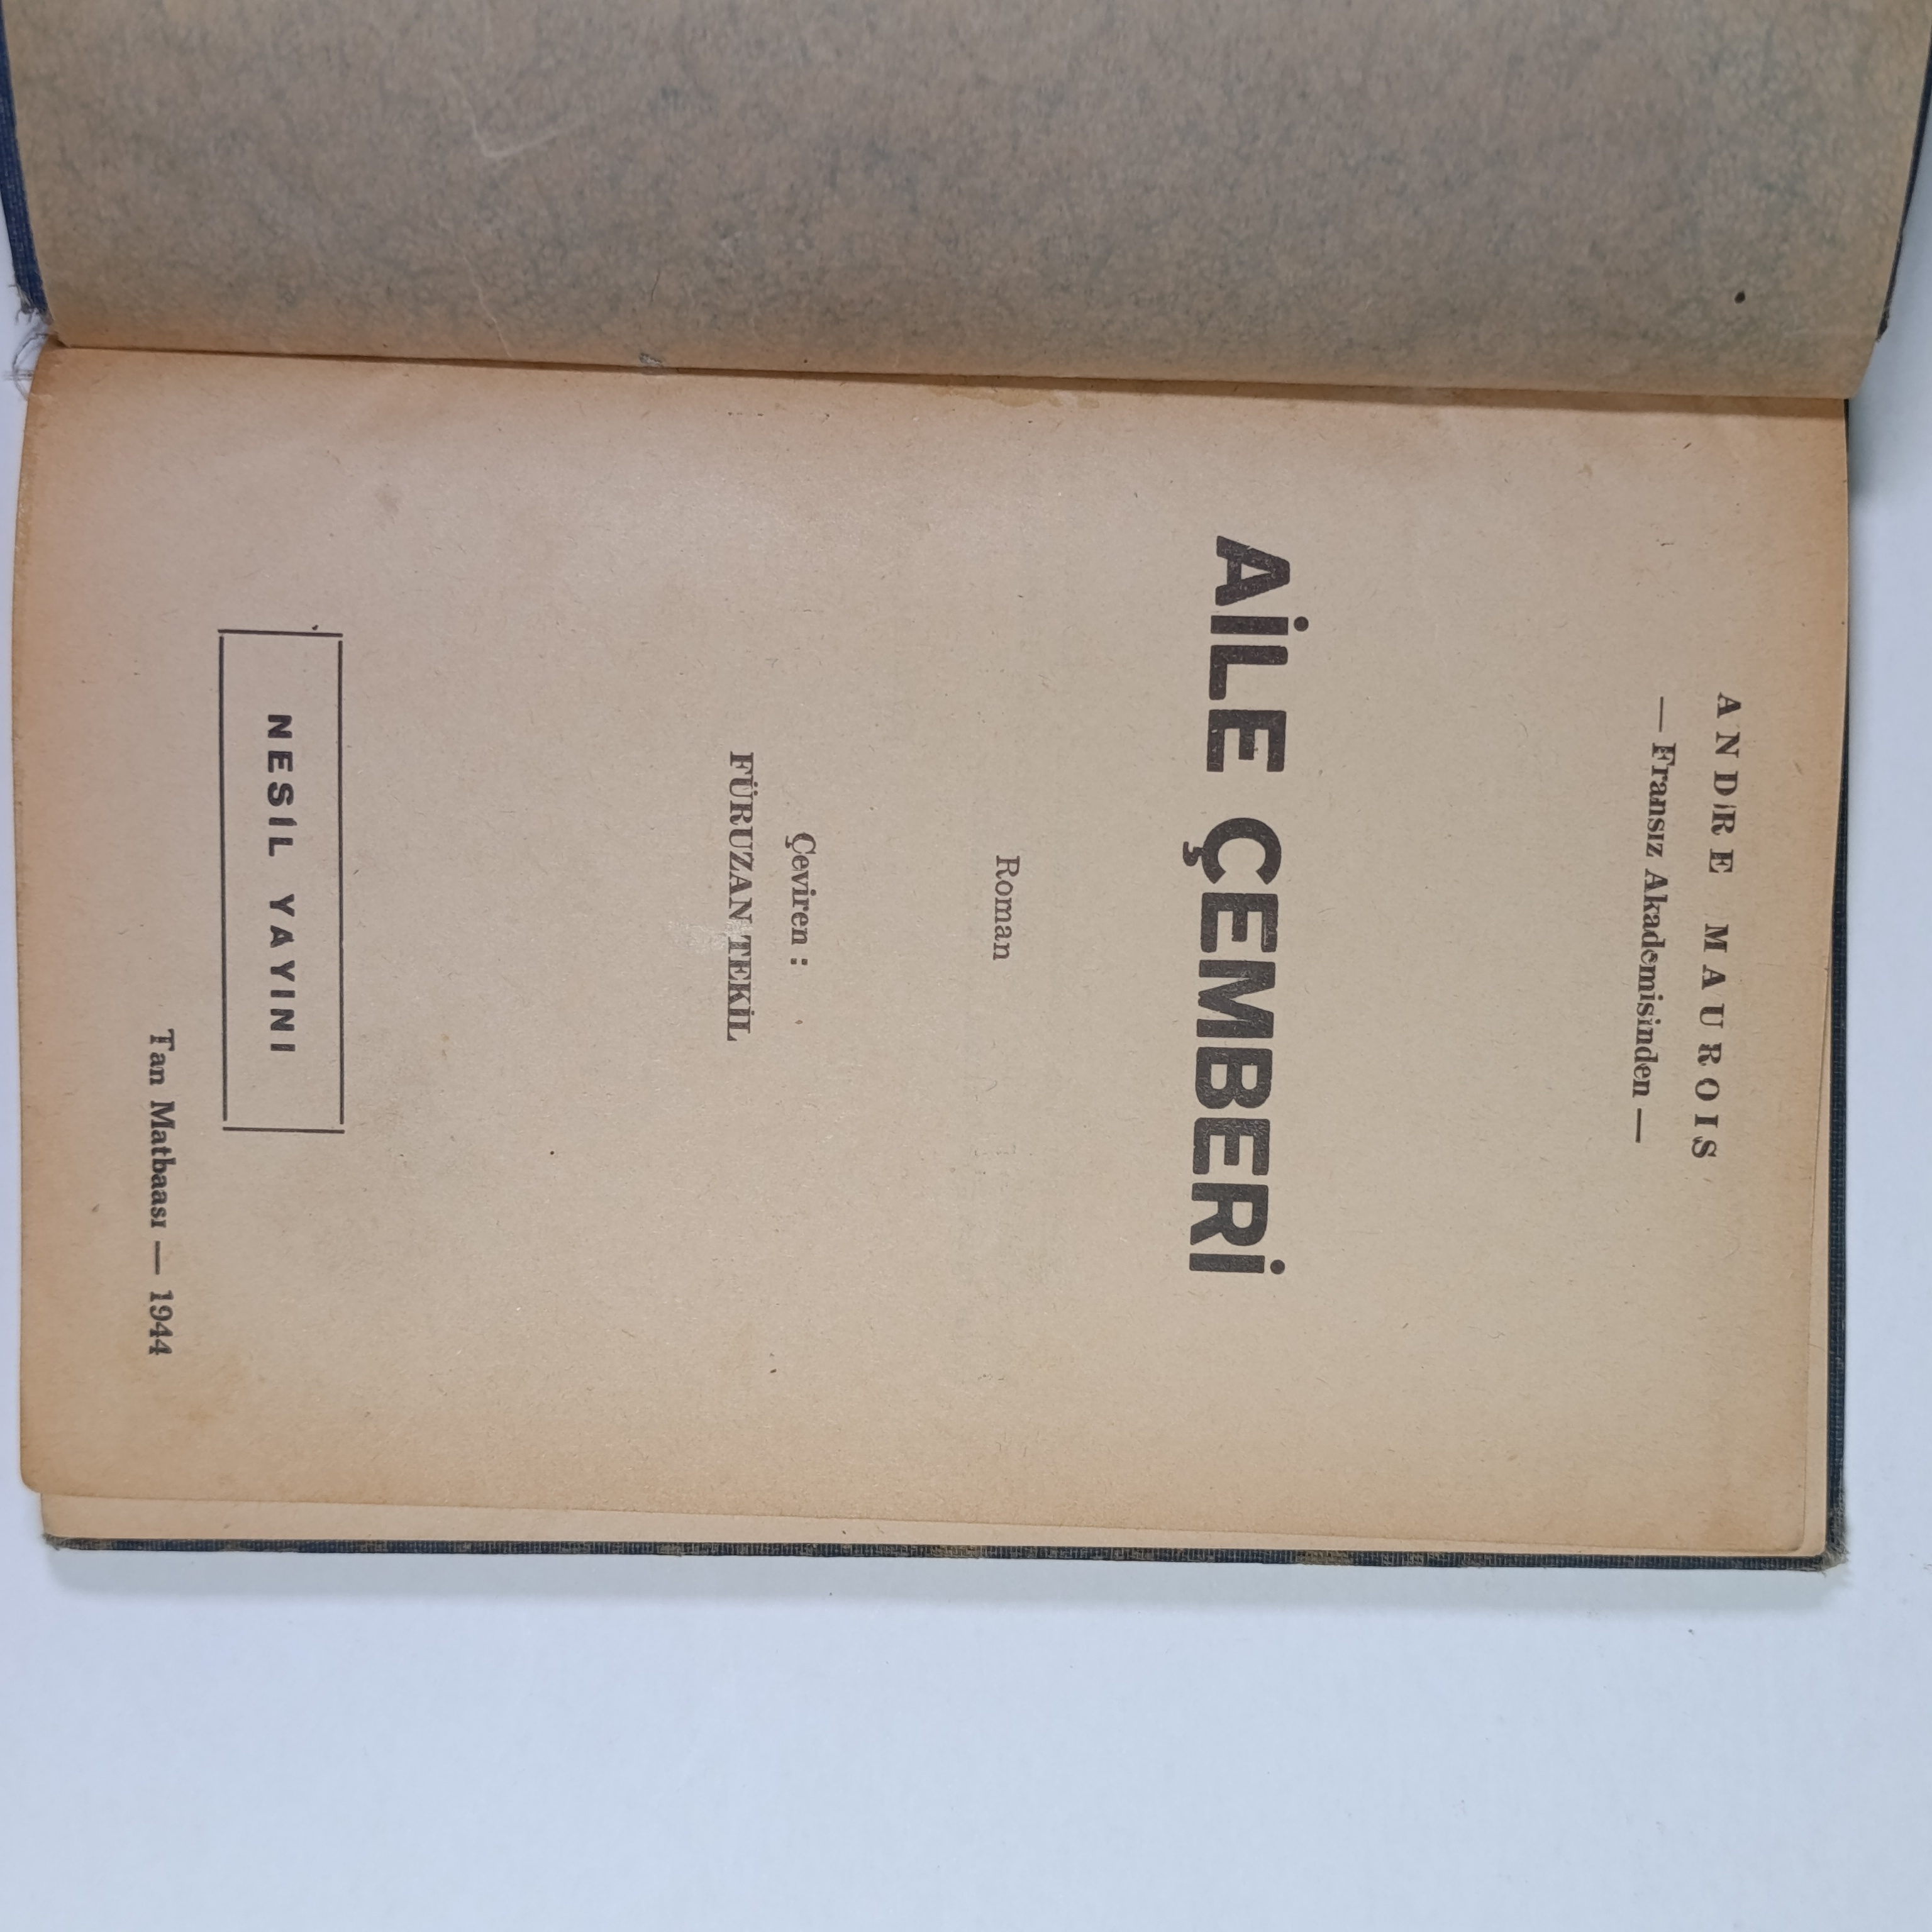 ANDRE MAUROIS
— Fransız Akademisinden —
AİLE ÇEMBERİ
Roman
Çeviren :
FÜRUZAN TEKİL
NESİL YAYINI
Tan Matbaası — 1944